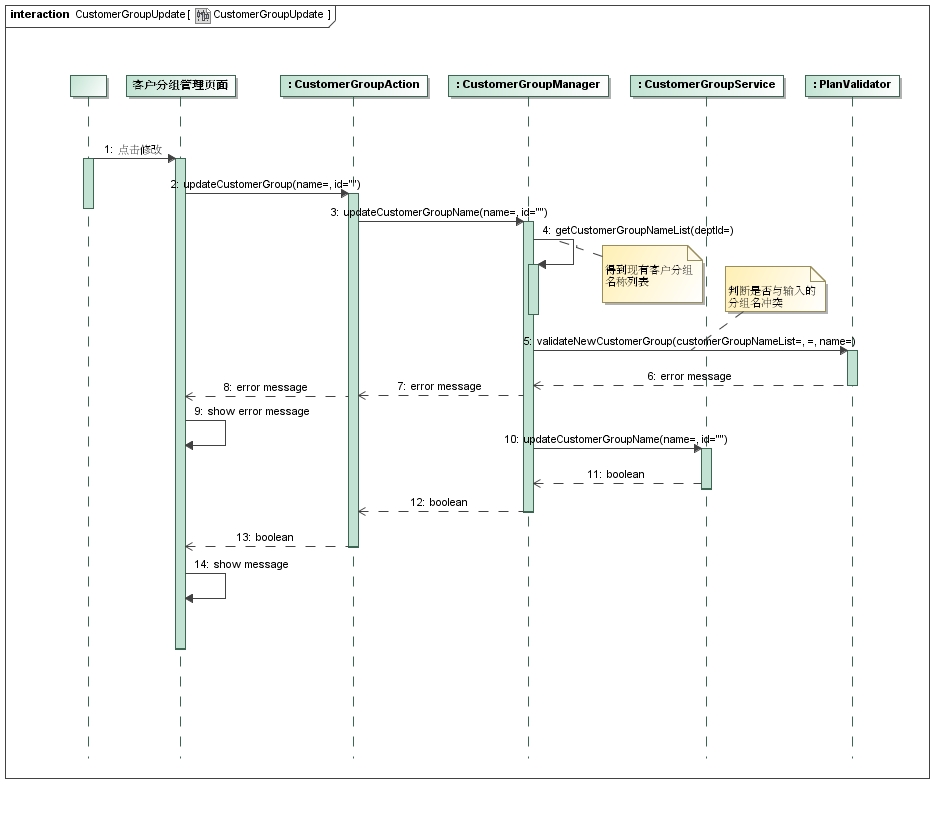 interaction CustomerGroupUpdate [ CustomerGroupUpdate ]
客户分组管理页面
: CustomerGroupAction
: CustomerGroupManager
: CustomerGroupService
: PlanValidator
1: 点击修改
2: updateCustomerGroup(name=, id="")
3: updateCustomerGroupName(name=, id="")
4: getCustomerGroupNameList(deptId=)
得到现有客户分组
名称列表
判断是否与输入的
分组名冲突
5: validateNewCustomerGroup(customerGroupNameList=, =, name=)
6: error message
7: error message
8: error message
9: show error message
10: updateCustomerGroupName(name=, id="")
11: boolean
12: boolean
13: boolean
14: show message